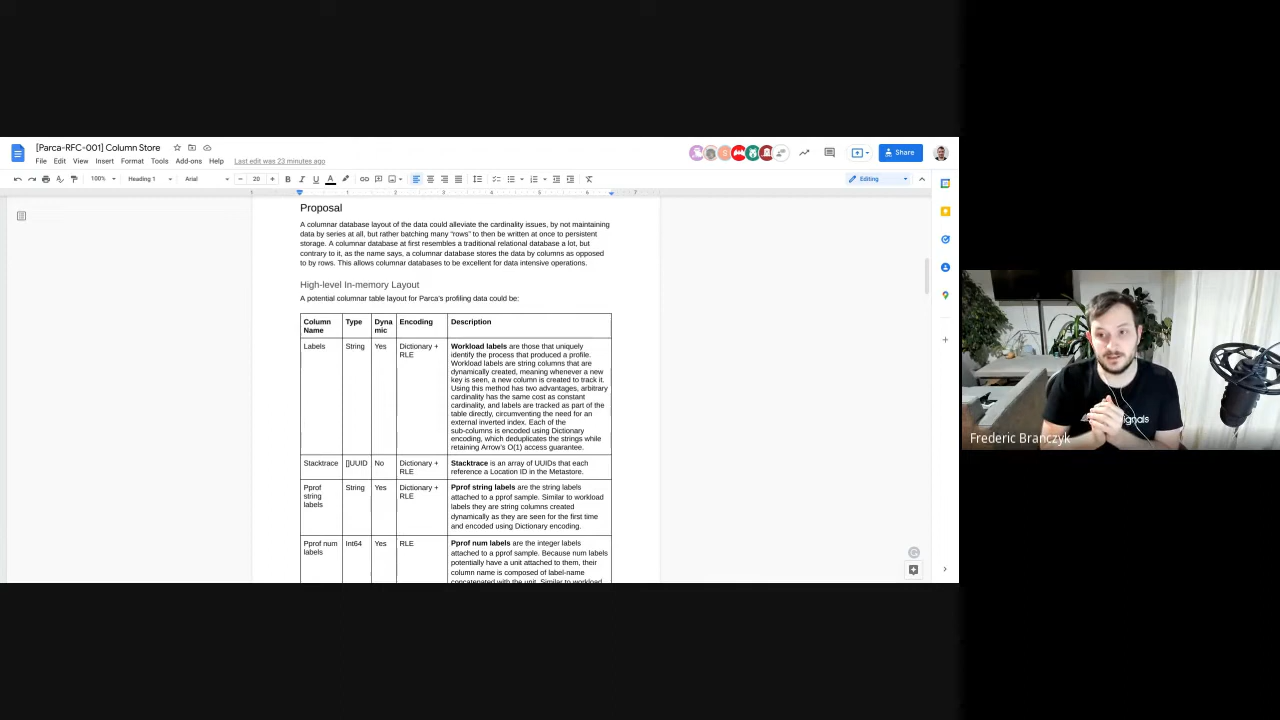 [Parca-RFC-001] Column Store
File Edit View Insert Format Tools Add-ons Help Last edit was 23 minutes ago
Share
100% Heading 1 Arial 20 Editing
1 1 2 3 4 5 6 7
Proposal
A columnar database layout of the data could alleviate the cardinality issues, by not maintaining
data by series at all, but rather batching many “rows” to then be written at once to persistent
storage. A columnar database at first resembles a traditional relational database a lot, but
contrary to it, as the name says, a columnar database stores the data by columns as opposed
to by rows. This allows columnar databases to be excellent for data intensive operations.
High-level In-memory Layout
A potential columnar table layout for Parca's profiling data could be:
Column Name Type Dyna mic Encoding Description
Labels String Yes Dictionary + RLE
Workload labels are those that uniquely
identify the process that produced a profile.
Workload labels are string columns that are
dynamically created, meaning whenever a new
key is seen, a new column is created to track it.
Using this method has two advantages, arbitrary
cardinality has the same cost as constant
cardinality, and labels are tracked as part of the
table directly, circumventing the need for an
external inverted index. Each of the
sub-columns is encoded using Dictionary
encoding, which deduplicates the strings while
retaining Arrow's O(1) access guarantee.
Stacktrace []UUID No Dictionary + RLE
Stacktrace is an array of UUIDs that each
reference a Location ID in the Metastore.
Pprof string labels String Yes Dictionary + RLE
Pprof string labels are the string labels
attached to a pprof sample. Similar to workload
labels they are string columns created
dynamically as they are seen for the first time
and encoded using Dictionary encoding.
Pprof num labels Int64 Yes RLE
Pprof num labels are the integer labels
attached to a pprof sample. Because num labels
potentially have a unit attached to them, their
column name is composed of label-name
concatenated with the unit. Similar to workload
Frederic Branczyk